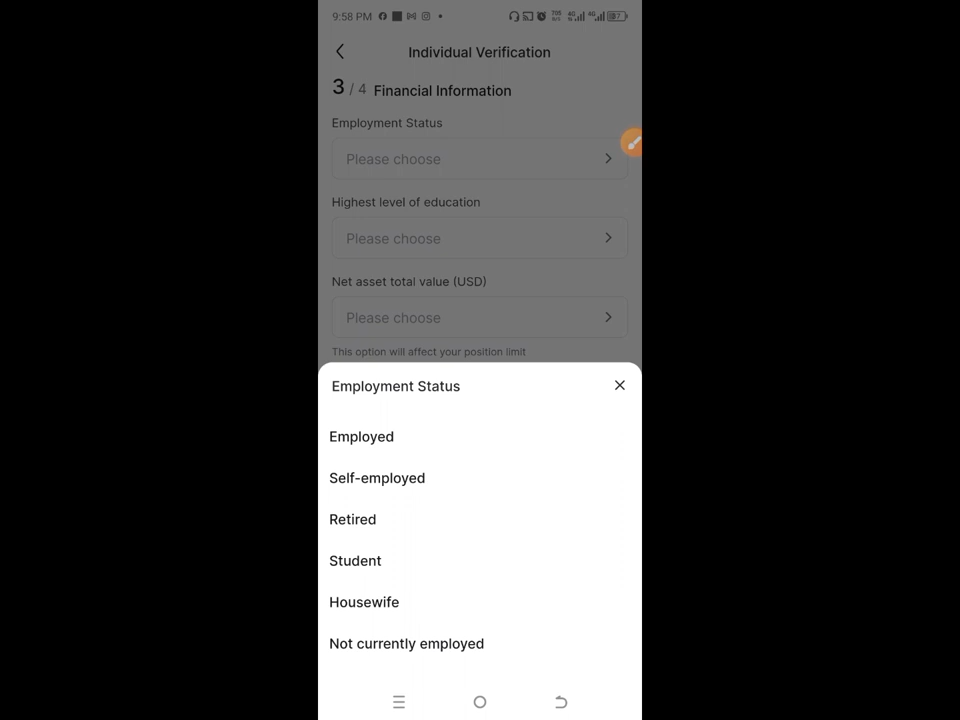 9:58 PM
Individual Verification
3 / 4 Financial Information
Employment Status
Please choose
Highest level of education
Please choose
Net asset total value (USD)
Please choose
This option will affect your position limit
Employment Status
Employed
Self-employed
Retired
Student
Housewife
Not currently employed